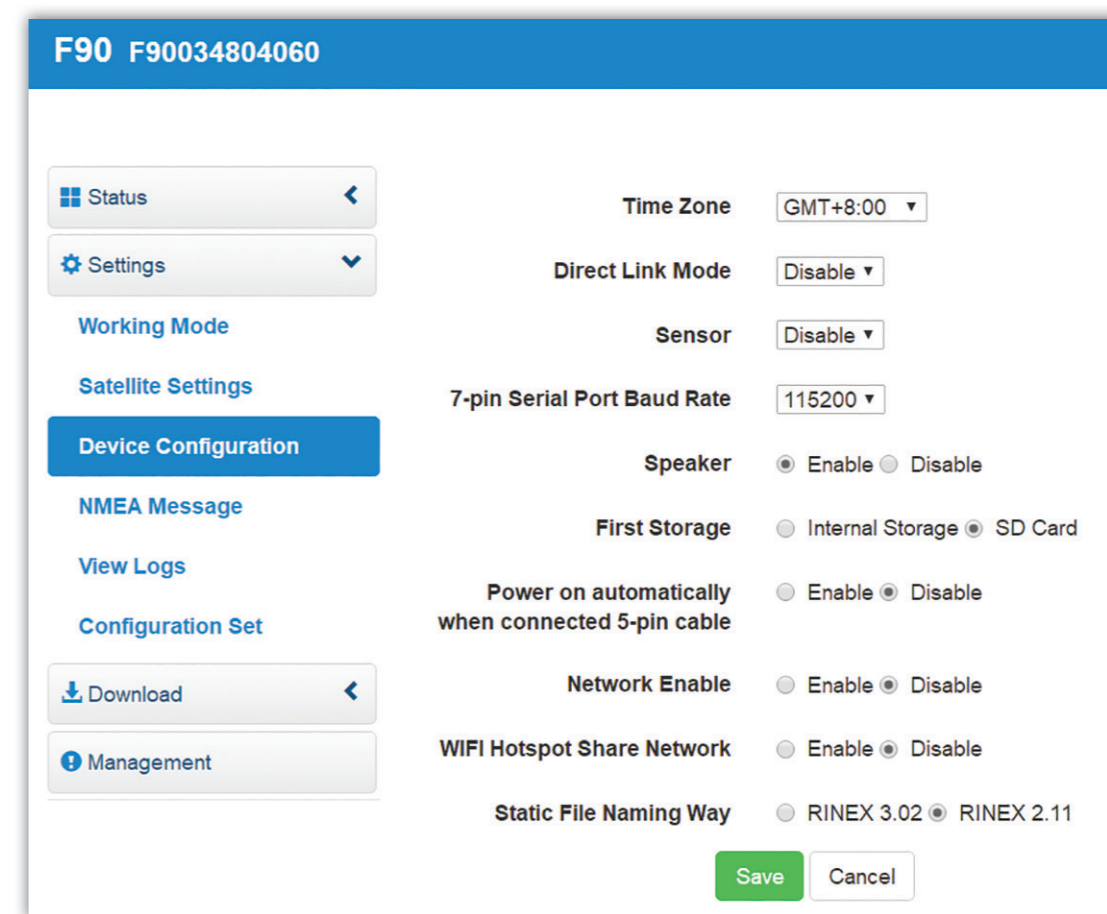 F90 F90034804060
Status
Settings
Working Mode
Satellite Settings
Device Configuration
NMEA Message
View Logs
Configuration Set
Download
Management
Time Zone GMT+8:00
Direct Link Mode Disable
Sensor Disable
7-pin Serial Port Baud Rate 115200
Speaker Enable Disable
First Storage Internal Storage SD Card
Power on automatically Enable Disable
when connected 5-pin cable
Network Enable Enable Disable
WIFI Hotspot Share Network Enable Disable
Static File Naming Way RINEX 3.02 RINEX 2.11
Save Cancel